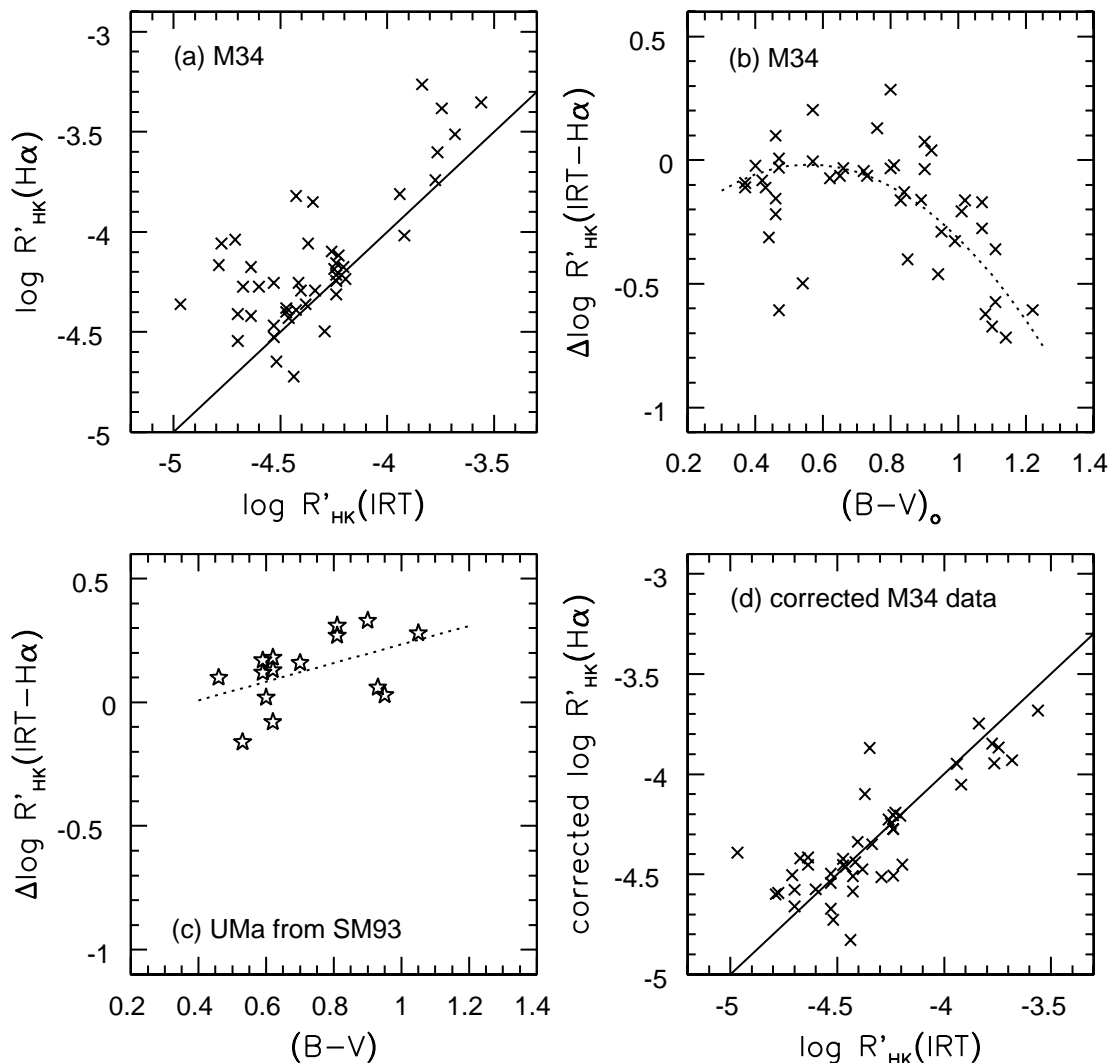 (a) M34
-3
-3.5
-4
-4.5
-5
log R'HK(Hα)
-5 -4.5 -4 -3.5
log R'HK(IRT)
(b) M34
0.5
0
-0.5
-1
Δlog R'HK(IRT−Hα)
0.2 0.4 0.6 0.8 1 1.2 1.4
(B−V)o
(c) UMa from SM93
0.5
0
-0.5
-1
Δlog R'HK(IRT−Hα)
0.2 0.4 0.6 0.8 1 1.2 1.4
(B−V)
(d) corrected M34 data
-3
-3.5
-4
-4.5
-5
corrected log R'HK(Hα)
-5 -4.5 -4 -3.5
log R'HK(IRT)